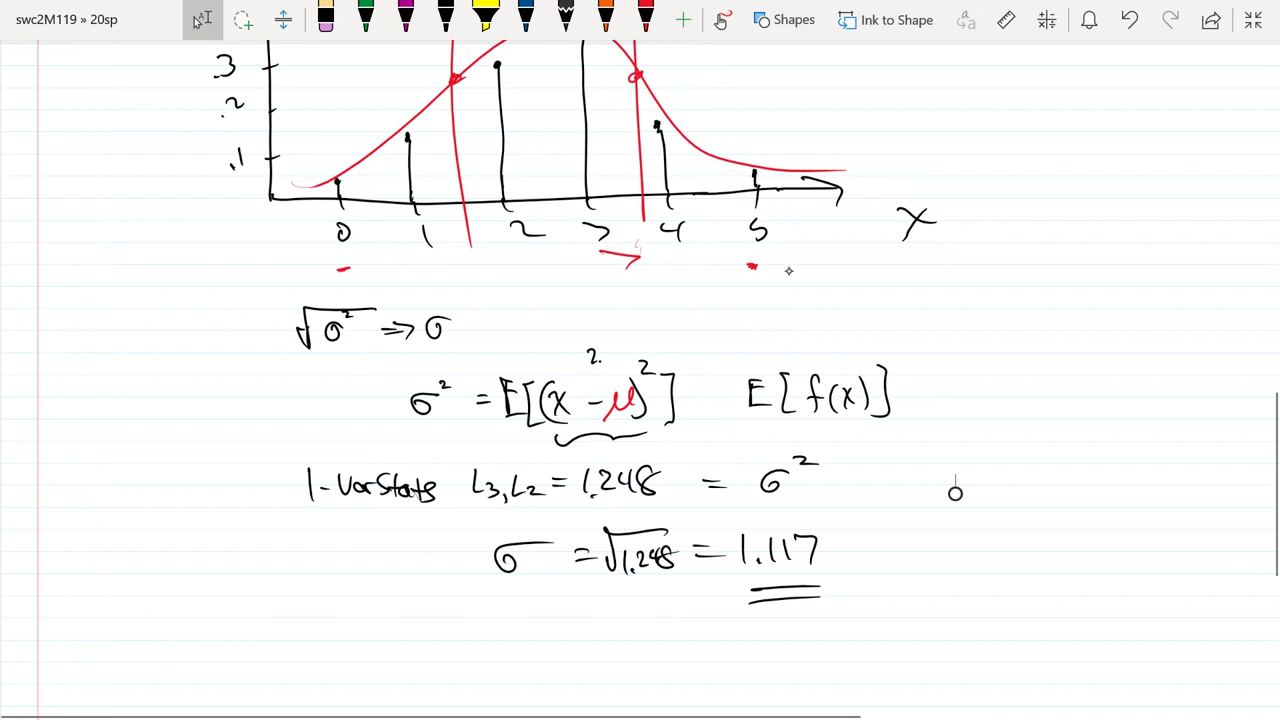 swc2M119 » 20sp Shapes Ink to Shape
.3
.2
.1
0 1 2 3 4 5 x
√σ² => σ
σ² = E[(x - μ)²] E[f(x)]
2.
1-VarStats L3, L2 = 1.248 = σ²
σ = √1.248 = 1.117